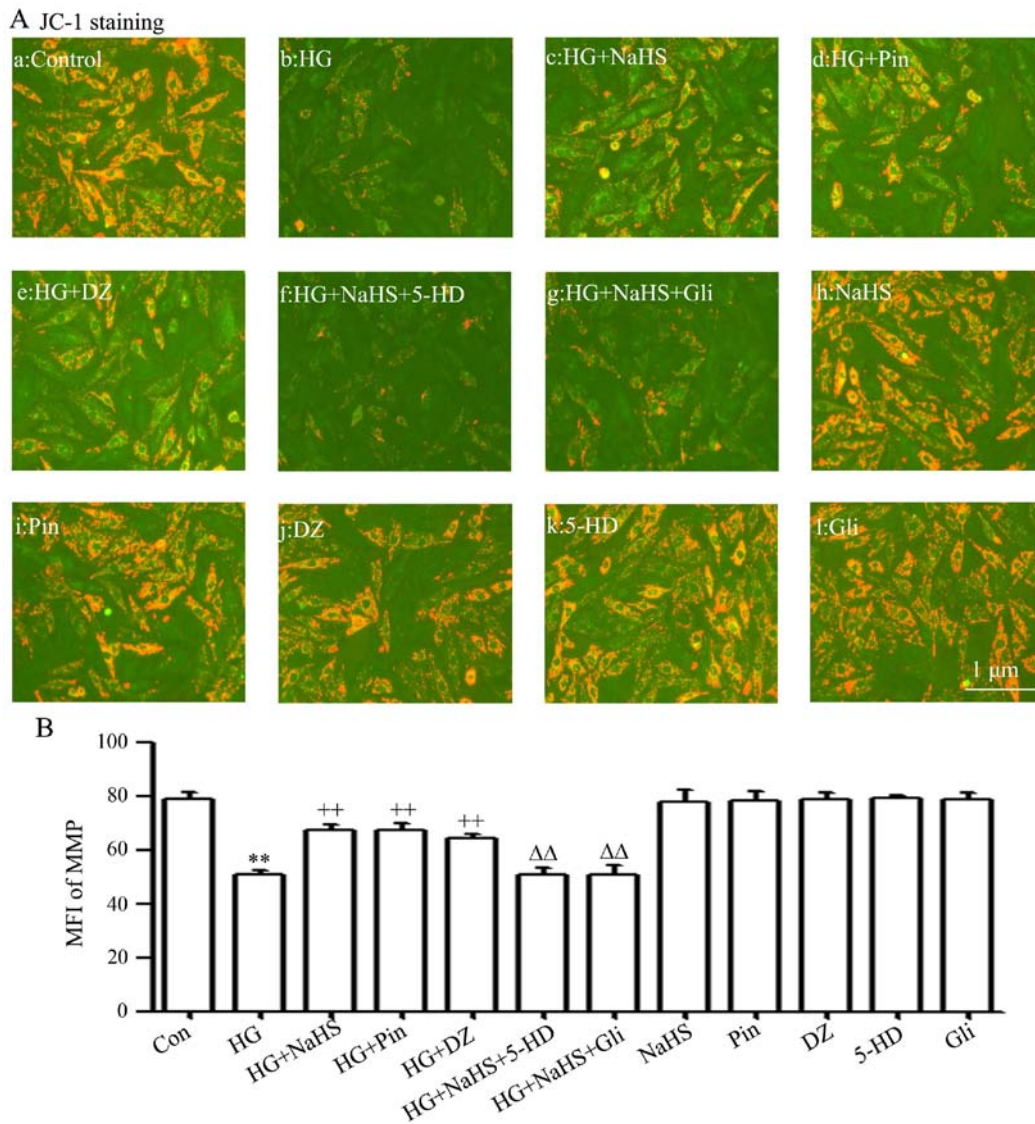 A JC-1 staining
a:Control
b:HG
c:HG+NaHS
d:HG+Pin
e:HG+DZ
f:HG+NaHS+5-HD
g:HG+NaHS+Gli
h:NaHS
i:Pin
j:DZ
k:5-HD
l:Gli
1 μm
B
MFI of MMP
100
80
60
40
20
0
**
++
++
++
ΔΔ
ΔΔ
Con
HG
HG+NaHS
HG+Pin
HG+DZ
HG+NaHS+5-HD
HG+NaHS+Gli
NaHS
Pin
DZ
5-HD
Gli